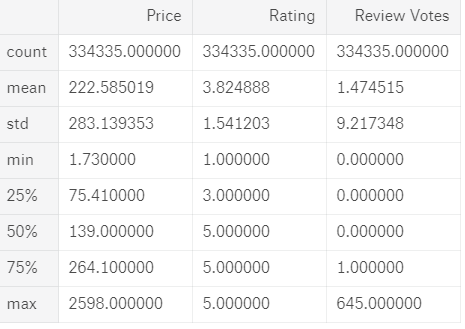 Price Rating Review Votes
count 334335.000000 334335.000000 334335.000000
mean 222.585019 3.824888 1.474515
std 283.139353 1.541203 9.217348
min 1.730000 1.000000 0.000000
25% 75.410000 3.000000 0.000000
50% 139.000000 5.000000 0.000000
75% 264.100000 5.000000 1.000000
max 2598.000000 5.000000 645.000000